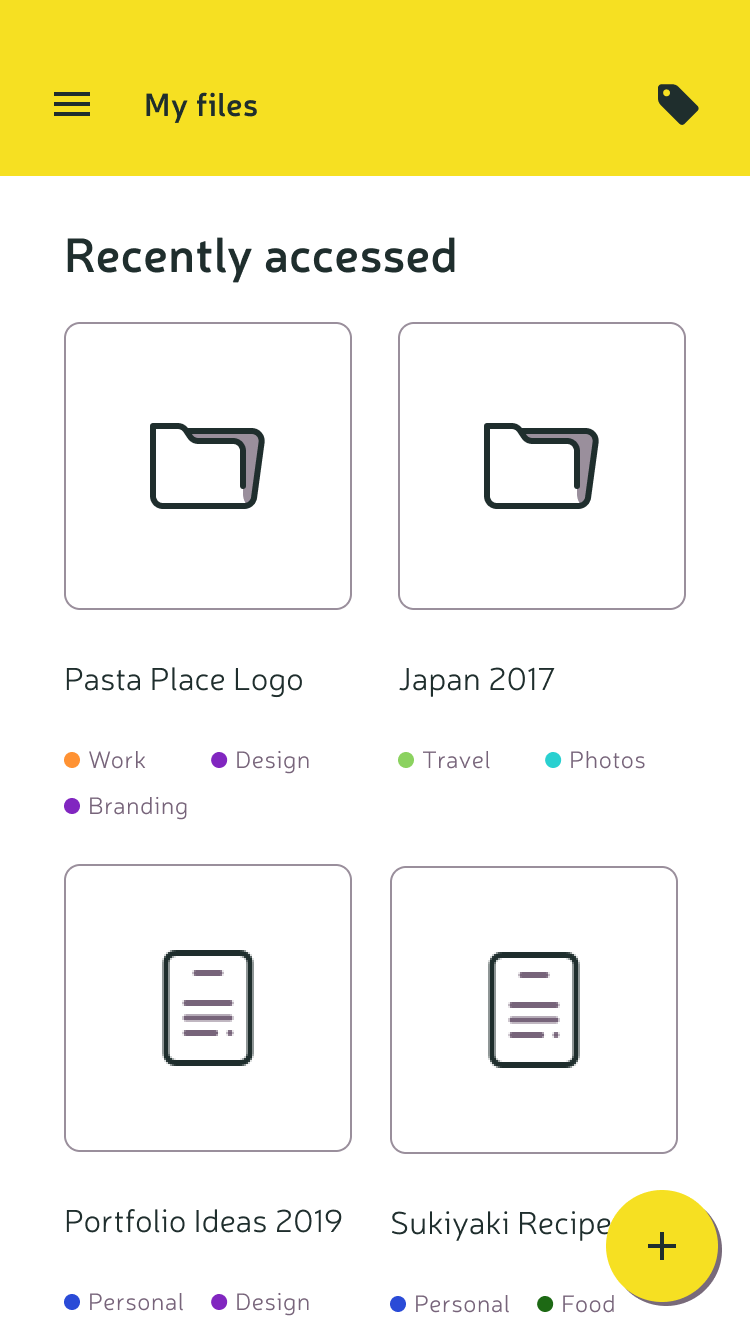 My files
Recently accessed
Pasta Place Logo
Japan 2017
Work
Design
Travel
Photos
Branding
Portfolio Ideas 2019
Sukiyaki Recipe
Personal
Design
Personal
Food